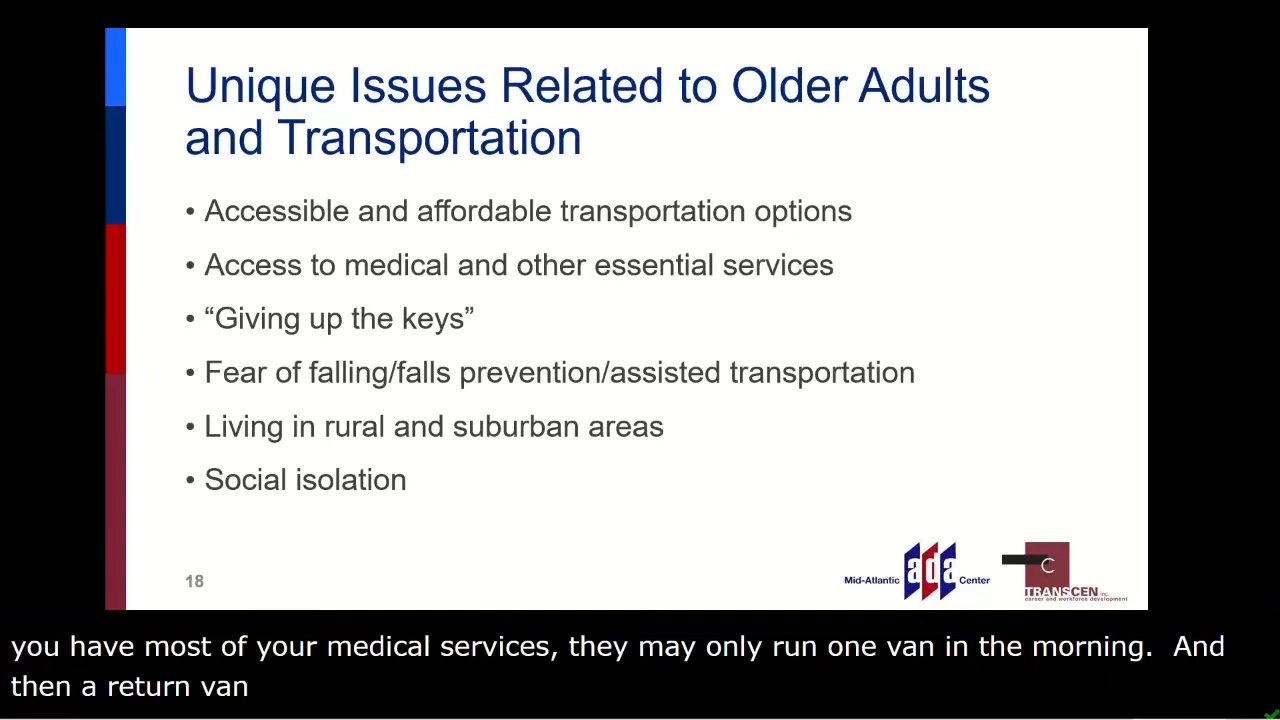 Unique Issues Related to Older Adults
and Transportation
• Accessible and affordable transportation options
• Access to medical and other essential services
• “Giving up the keys”
• Fear of falling/falls prevention/assisted transportation
• Living in rural and suburban areas
• Social isolation
18
Mid-Atlantic ada Center
C
TRANSCEN inc.
career and workforce development
you have most of your medical services, they may only run one van in the morning.  And
then a return van